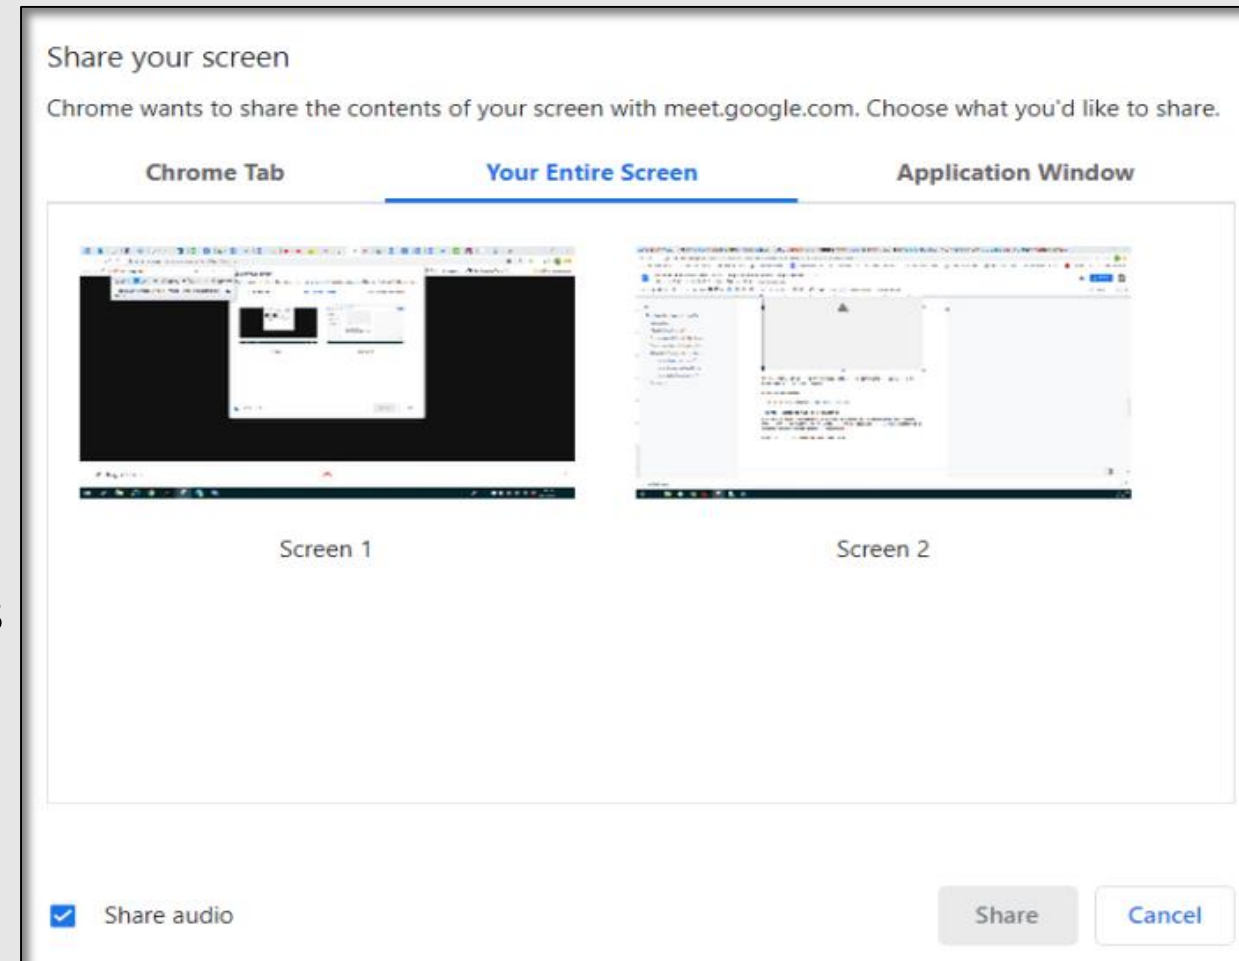 Share your screen
Chrome wants to share the contents of your screen with meet.google.com. Choose what you'd like to share.
Chrome Tab Your Entire Screen Application Window
Screen 1 Screen 2
Share audio Share Cancel